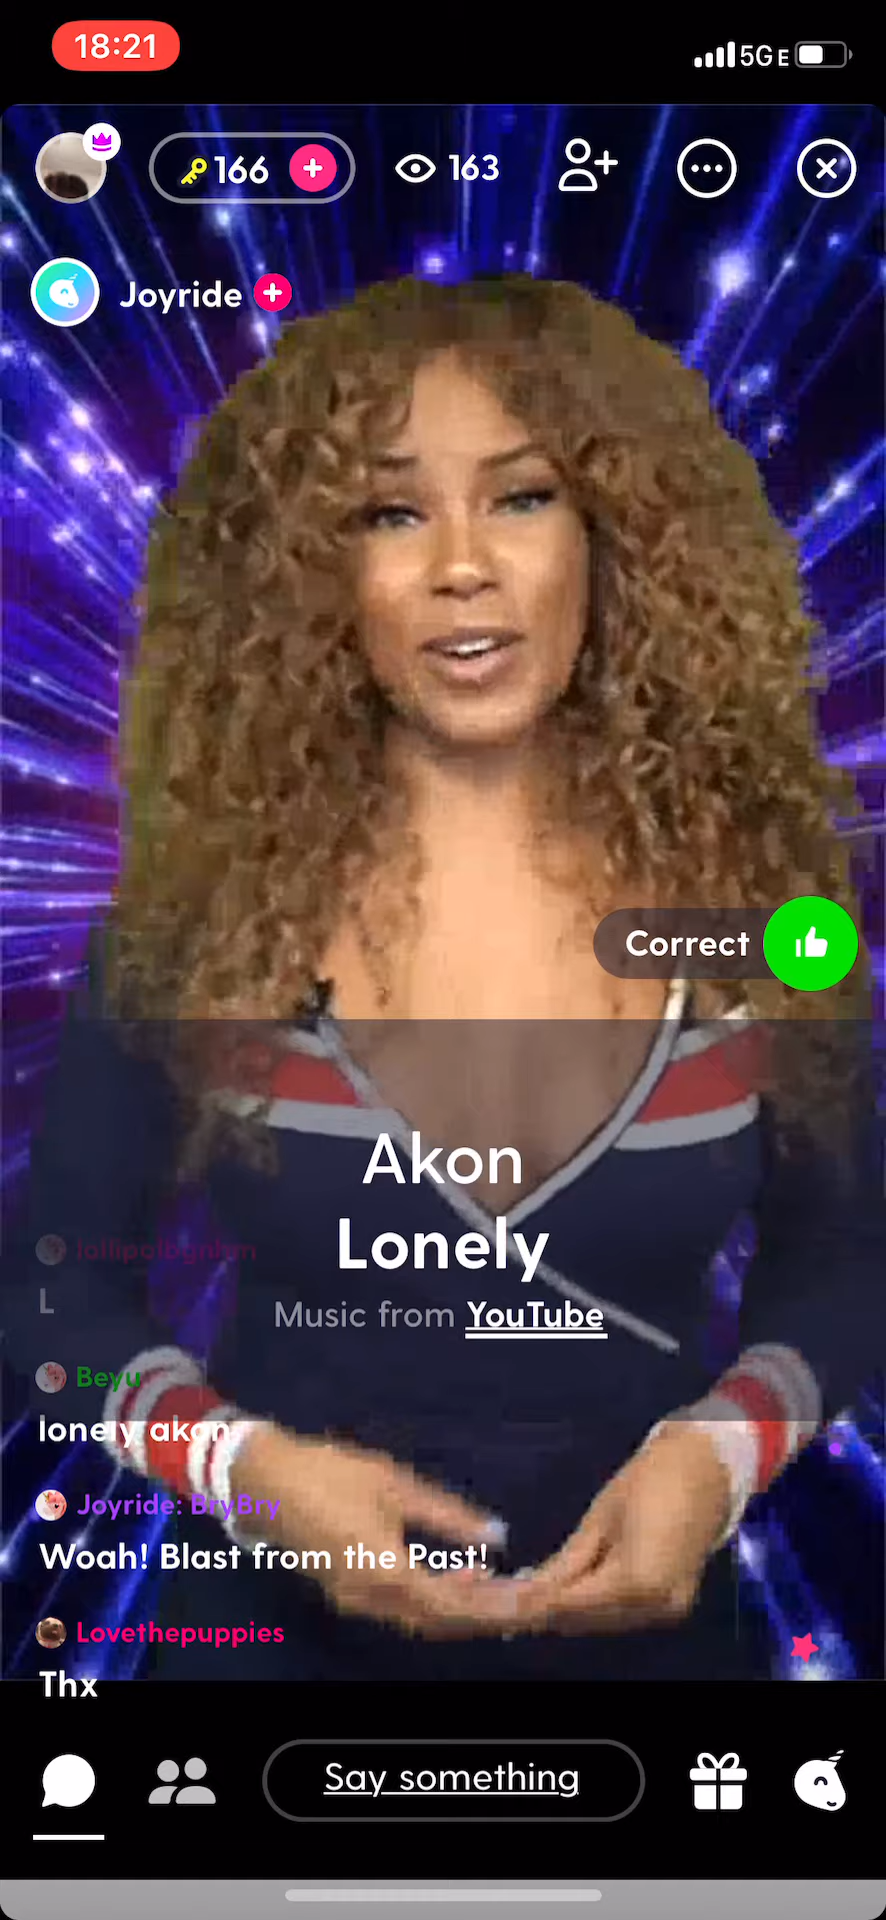 18:21
5G E
166
163
Joyride
Correct
Akon
Lonely
Music from YouTube
L
Beyu
lonely akon
Joyride: BryBry
Woah! Blast from the Past!
Lovethepuppies
Thx
Say something